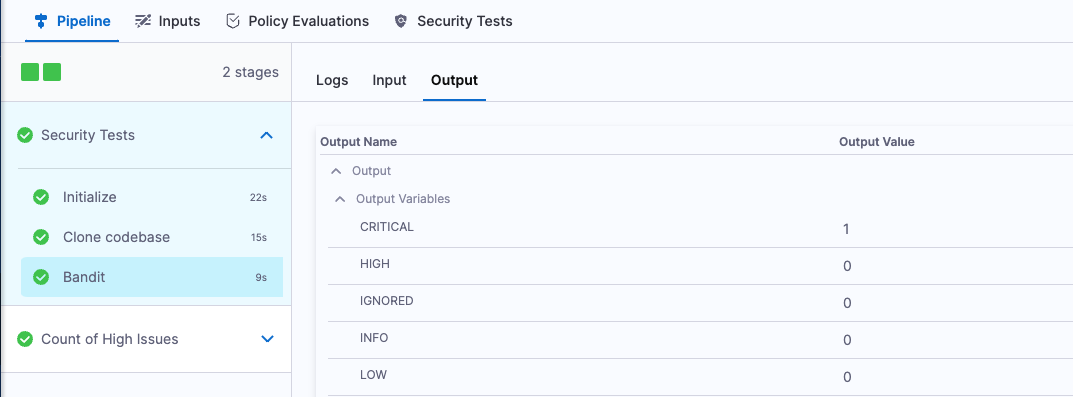 Pipeline Inputs Policy Evaluations Security Tests
2 stages
Logs Input Output
Security Tests
Initialize 22s
Clone codebase 15s
Bandit 9s
Count of High Issues
Output Name Output Value
Output
Output Variables
CRITICAL 1
HIGH 0
IGNORED 0
INFO 0
LOW 0